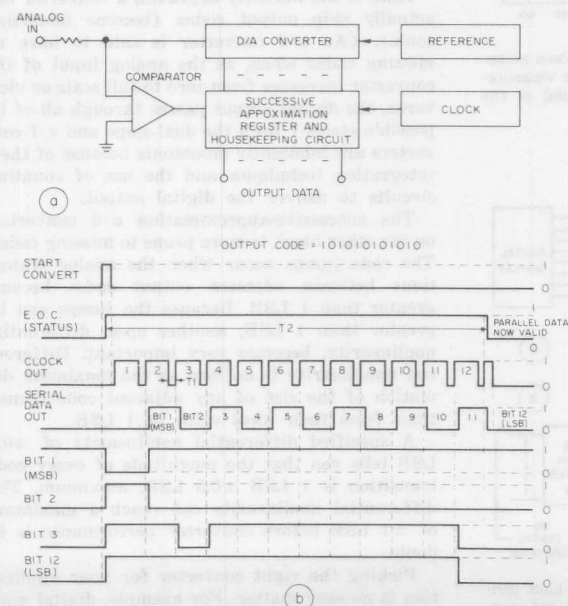 ANALOG
IN
D/A CONVERTER
REFERENCE
COMPARATOR
SUCCESSIVE
APPOXIMATION
REGISTER AND
HOUSEKEEPING CIRCUIT
CLOCK
OUTPUT DATA
a
OUTPUT CODE = 101010101010
START
CONVERT
E.O.C.
(STATUS)
T2
PARALLEL DATA
NOW VALID
CLOCK
OUT
1 2 3 4 5 6 7 8 9 10 11 12
T1
SERIAL
DATA
OUT
BIT 1
(MSB)
BIT 2
3 4 5 6 7 8 9 10 11
BIT 12
(LSB)
BIT 1
(MSB)
BIT 2
BIT 3
BIT 12
(LSB)
b